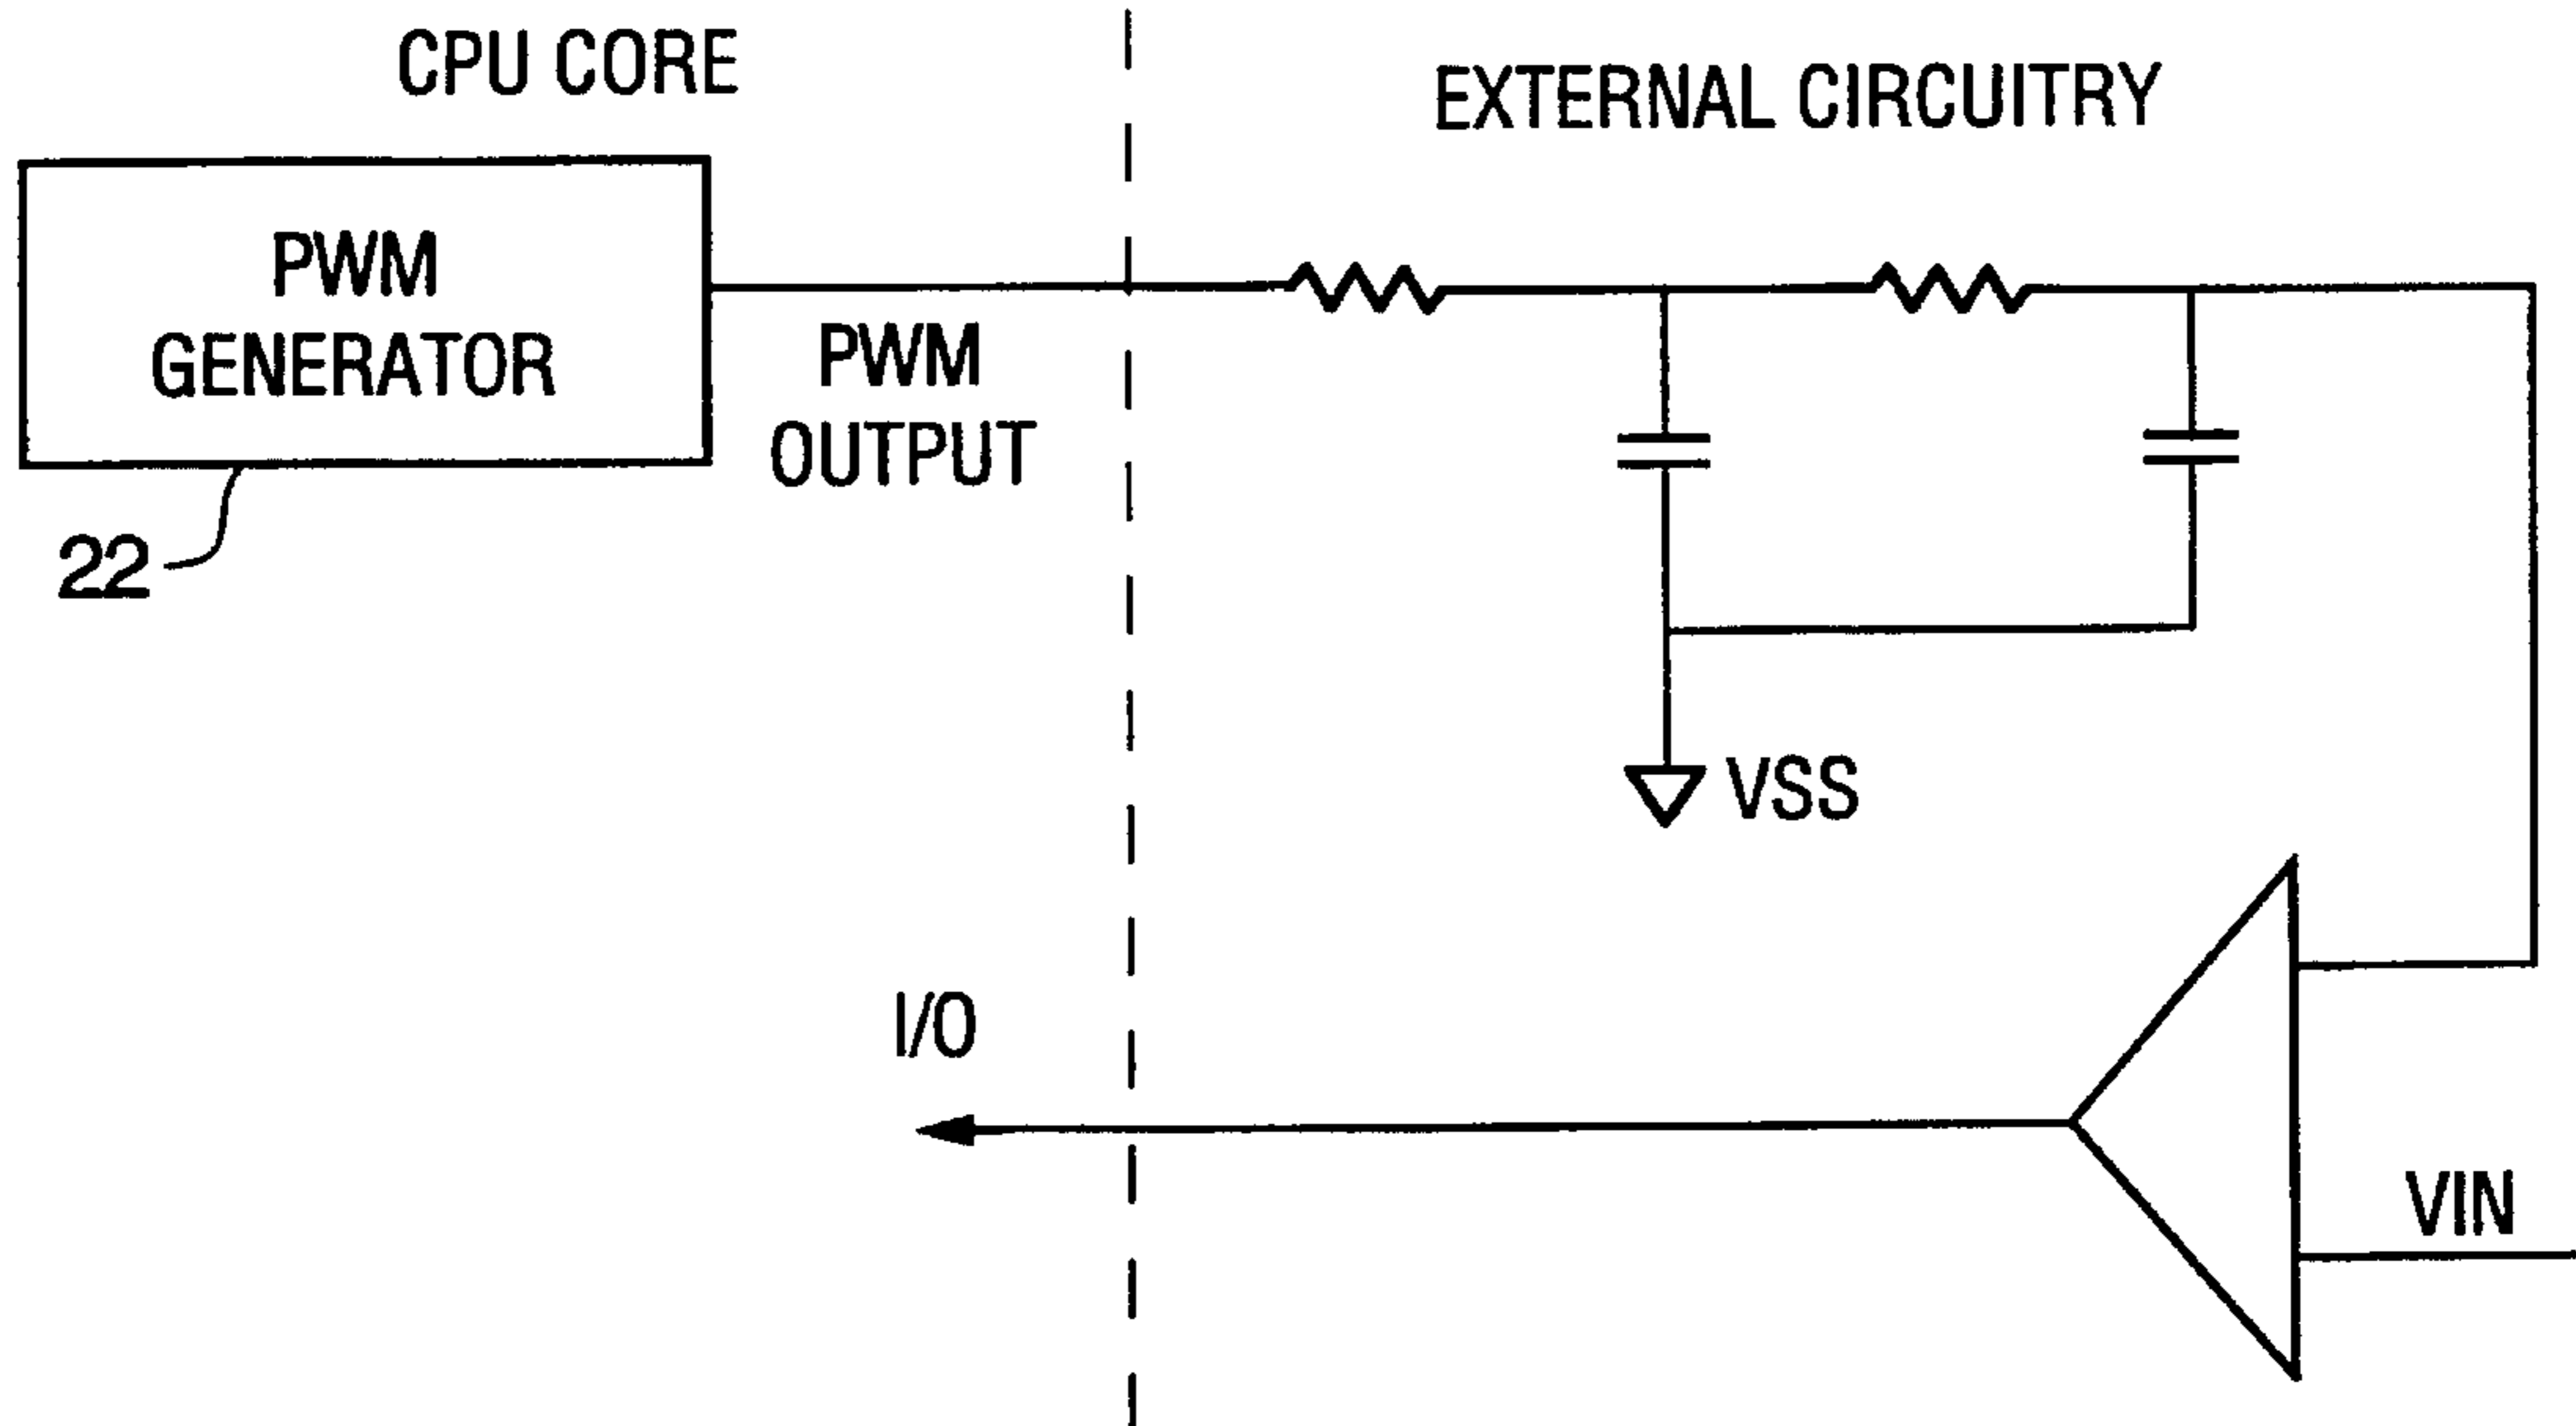 CPU CORE
EXTERNAL CIRCUITRY
PWM
GENERATOR
PWM
OUTPUT
22
VSS
I/O
VIN